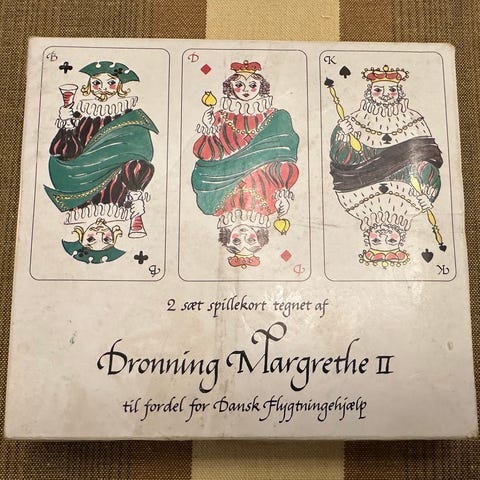 B
D
K
B
D
K
2 sæt spillekort tegnet af
Dronning Margrethe II
til fordel for Dansk Flygtningehjælp